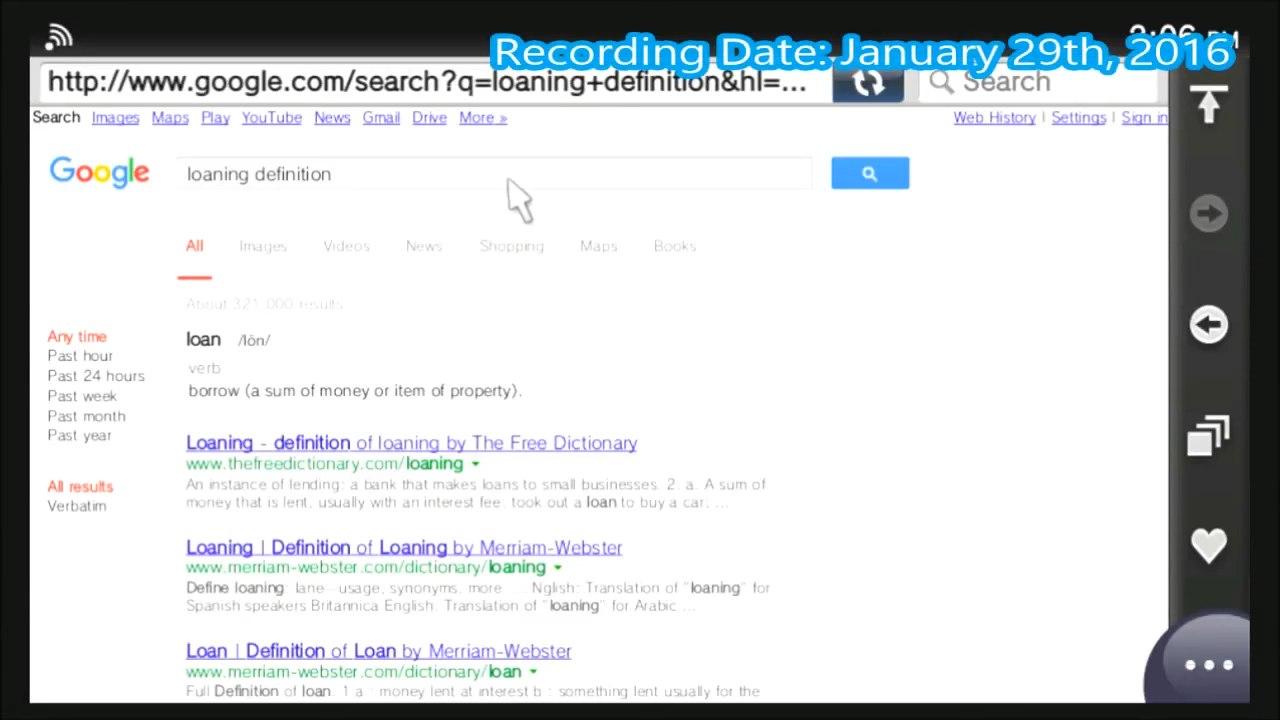 Recording Date: January 29th, 2016
http://www.google.com/search?q=loaning+definition&hl=...
Search
Search Images Maps Play YouTube News Gmail Drive More »
Web History | Settings | Sign in
Google
loaning definition
All Images Videos News Shopping Maps Books
About 321,000 results
Any time
Past hour
Past 24 hours
Past week
Past month
Past year
All results
Verbatim
loan /lōn/
verb
borrow (a sum of money or item of property).
Loaning - definition of loaning by The Free Dictionary
www.thefreedictionary.com/loaning
An instance of lending: a bank that makes loans to small businesses. 2. a. A sum of
money that is lent, usually with an interest fee: took out a loan to buy a car; ...
Loaning | Definition of Loaning by Merriam-Webster
www.merriam-webster.com/dictionary/loaning
Define loaning: lane—usage, synonyms, more ... Nglish: Translation of "loaning" for
Spanish speakers Britannica English: Translation of "loaning" for Arabic ...
Loan | Definition of Loan by Merriam-Webster
www.merriam-webster.com/dictionary/loan
Full Definition of loan. 1 a : money lent at interest b : something lent usually for the